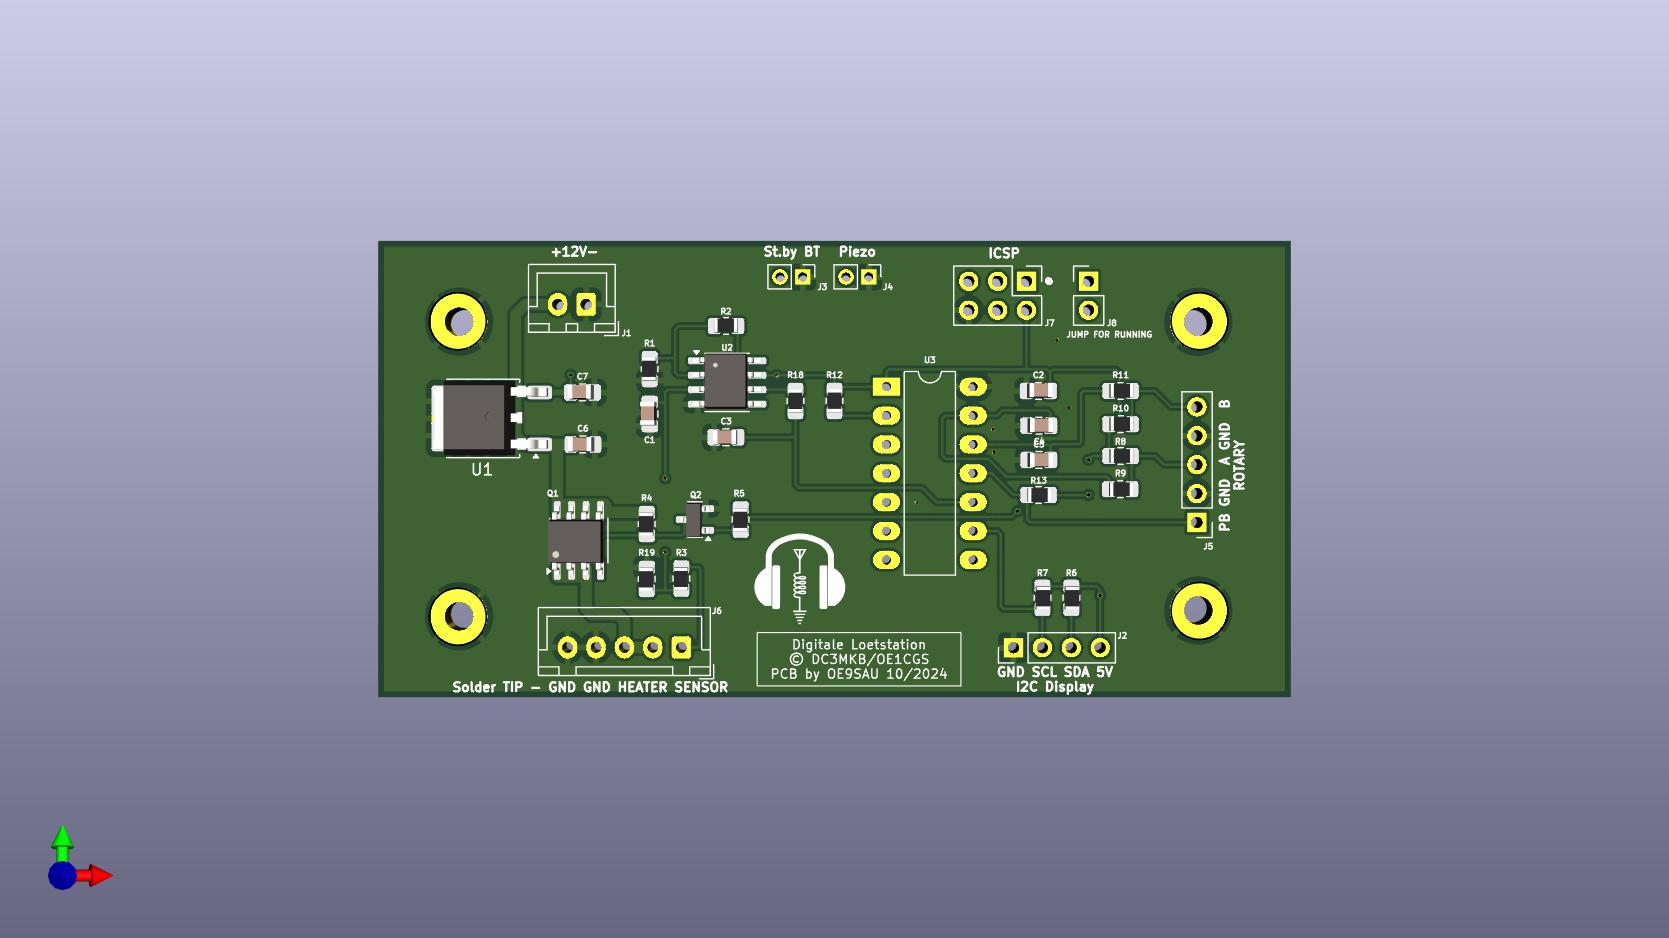 +12V-
St.by BT
Piezo
ICSP
J1
J3
J4
J7
J8
JUMP FOR RUNNING
R2
R1
U2
U3
C7
R18
R12
C2
R11
B
R10
C1
C3
C6
R8
A GND
ROTARY
U1
R9
R13
PB GND
J5
Q1
R4
Q2
R5
R19
R3
R7
R6
J6
J2
Digitale Loetstation
© DC3MKB/OE1CGS
PCB by OE9SAU 10/2024
GND SCL SDA 5V
I2C Display
Solder TIP - GND GND HEATER SENSOR